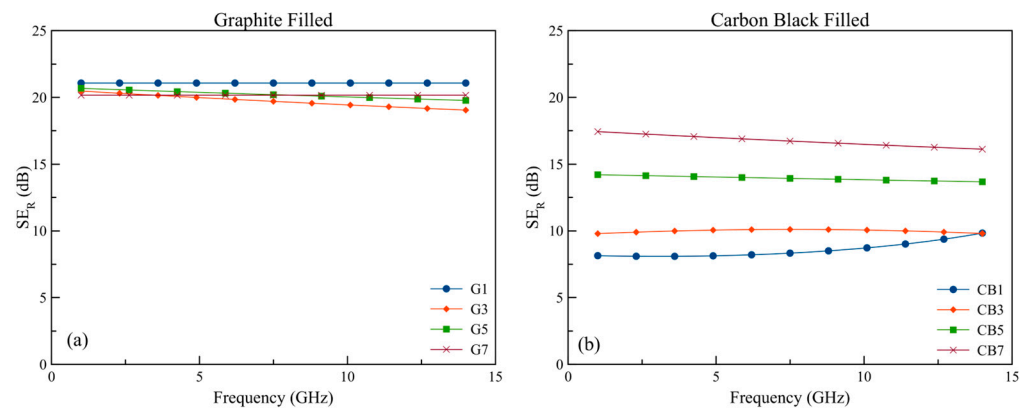 Graphite Filled
25
20
15
10
5
0
SE_R (dB)
G1
G3
G5
G7
(a)
0
5
10
15
Frequency (GHz)
Carbon Black Filled
25
20
15
10
5
0
SE_R (dB)
CB1
CB3
CB5
CB7
(b)
0
5
10
15
Frequency (GHz)